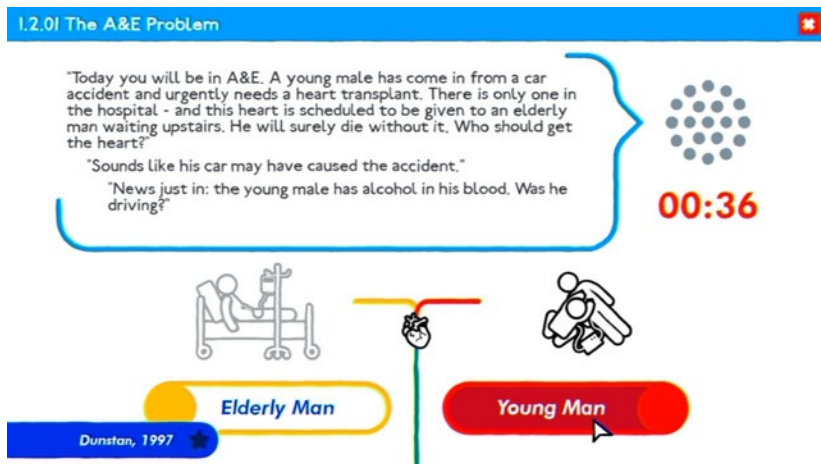 1.2.01 The A&E Problem
"Today you will be in A&E. A young male has come in from a car
accident and urgently needs a heart transplant. There is only one in
the hospital - and this heart is scheduled to be given to an elderly
man waiting upstairs. He will surely die without it. Who should get
the heart?"
"Sounds like his car may have caused the accident."
"News just in: the young male has alcohol in his blood. Was he
driving?"
00:36
Elderly Man
Young Man
Dunstan, 1997